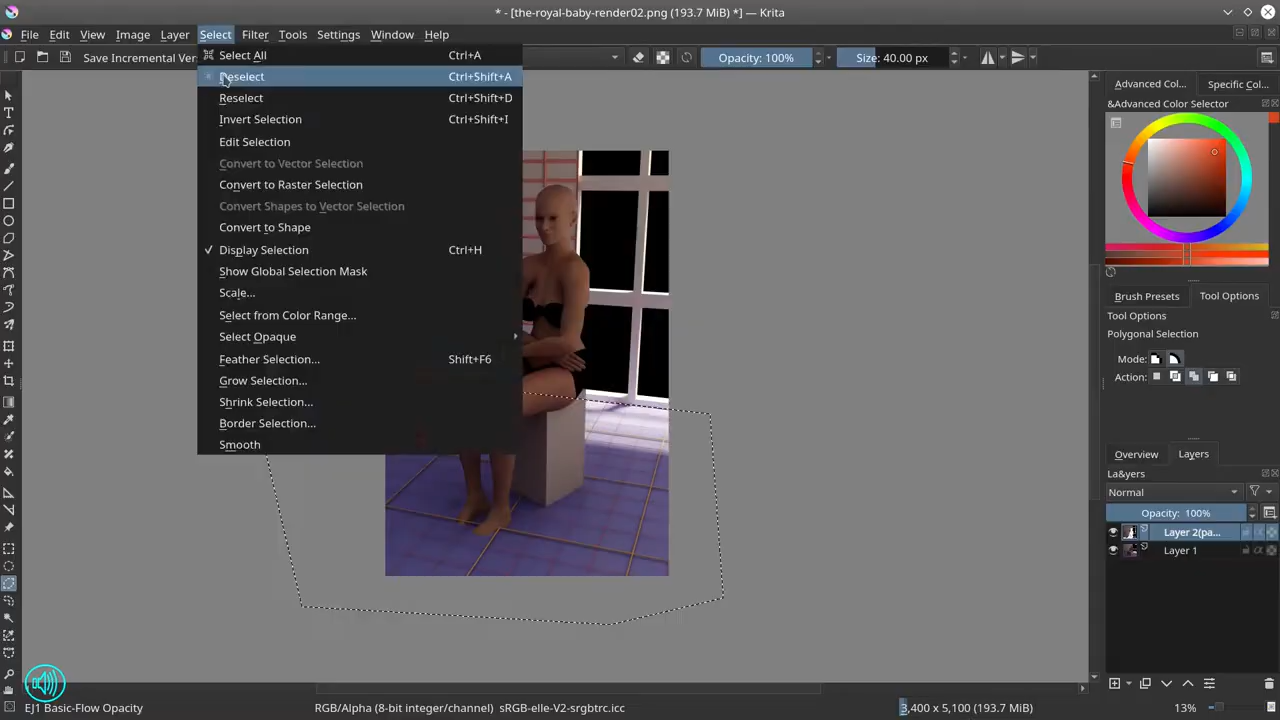 * - [the-royal-baby-render02.png (193.7 MiB) *] — Krita
File Edit View Image Layer Select Filter Tools Settings Window Help
Save Incremental Ver
Opacity: 100%
Size: 40.00 px
Select All Ctrl+A
Deselect Ctrl+Shift+A
Reselect Ctrl+Shift+D
Invert Selection Ctrl+Shift+I
Edit Selection
Convert to Vector Selection
Convert to Raster Selection
Convert Shapes to Vector Selection
Convert to Shape
✓ Display Selection Ctrl+H
Show Global Selection Mask
Scale...
Select from Color Range...
Select Opaque
Feather Selection... Shift+F6
Grow Selection...
Shrink Selection...
Border Selection...
Smooth
Advanced Col... Specific Col...
&Advanced Color Selector
Brush Presets Tool Options
Tool Options
Polygonal Selection
Mode:
Action:
Overview Layers
La&yers
Normal
Opacity: 100%
Layer 2(pa...
Layer 1
EJ1 Basic-Flow Opacity
RGB/Alpha (8-bit integer/channel) sRGB-elle-V2-srgbtrc.icc
3,400 x 5,100 (193.7 MiB)
13%